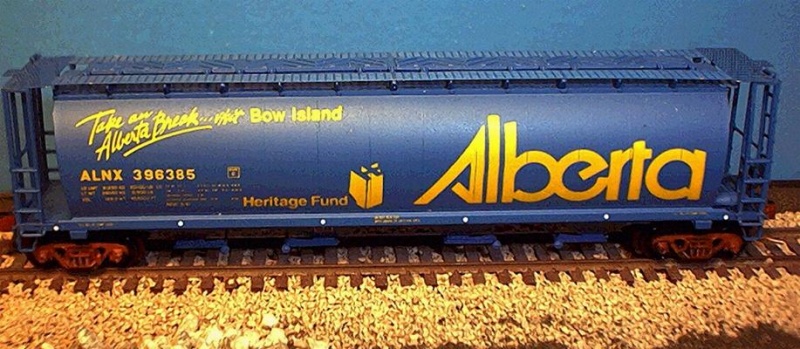 Take an
Alberta Break...visit Bow Island
ALNX 396385
Heritage Fund
Alberta